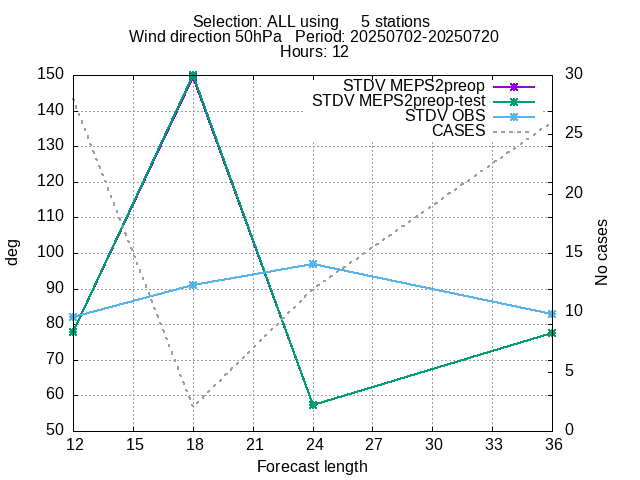 Selection: ALL using     5 stations
Wind direction 50hPa   Period: 20250702-20250720
Hours: 12
STDV MEPS2preop
STDV MEPS2preop-test
STDV OBS
CASES
150
140
130
120
110
100
90
80
70
60
50
deg
30
25
20
15
10
5
0
No cases
12 15 18 21 24 27 30 33 36
Forecast length